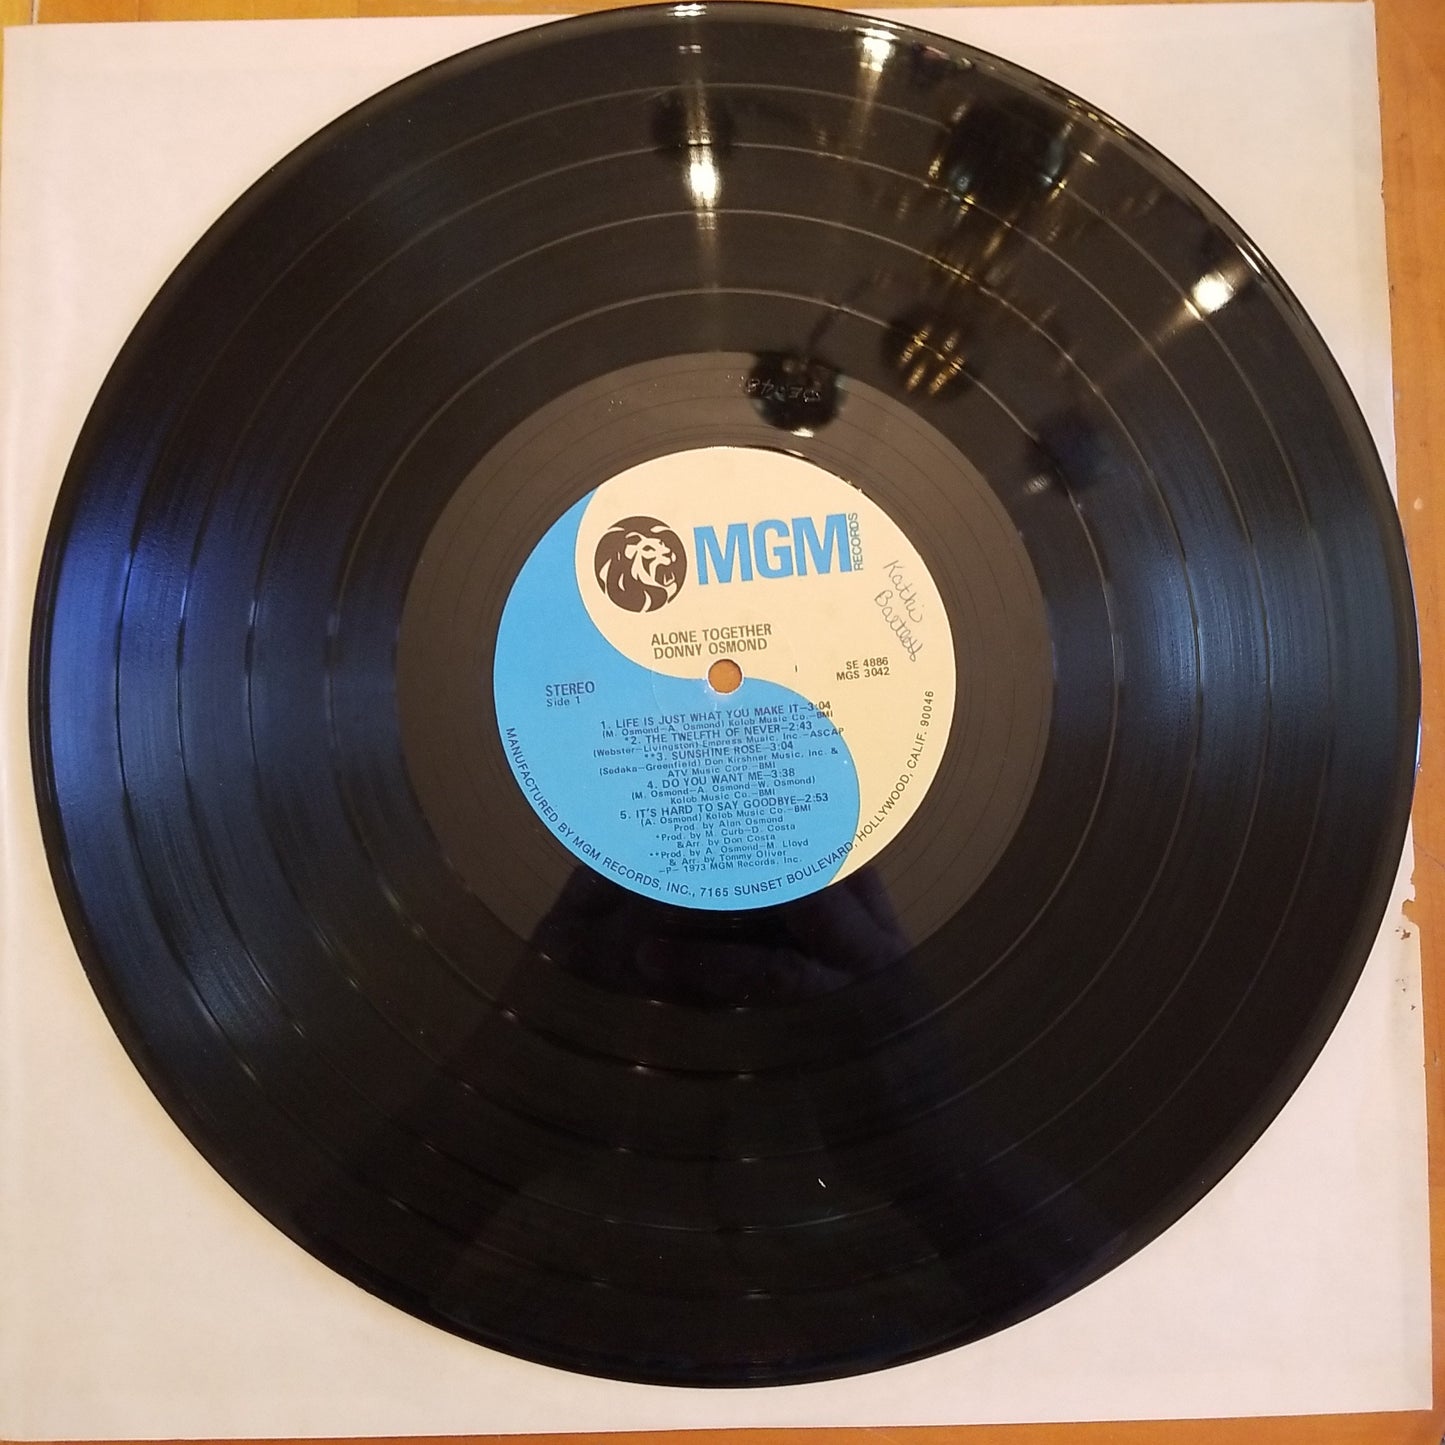 MGM
RECORDS
Kathi
Bartlett
ALONE TOGETHER
DONNY OSMOND
I
SE 4886
MGS 3042
STEREO
Side 1
1. LIFE IS JUST WHAT YOU MAKE IT—3:04
(M. Osmond—A. Osmond) Kolob Music Co.—BMI
*2. THE TWELFTH OF NEVER—2:43
(Webster—Livingston) Empress Music, Inc.—ASCAP
**3. SUNSHINE ROSE—3:04
(Sedaka—Greenfield) Don Kirshner Music, Inc. &
ATV Music Corp.—BMI
4. DO YOU WANT ME—3:38
(M. Osmond—A. Osmond—W. Osmond)
Kolob Music Co.—BMI
5. IT'S HARD TO SAY GOODBYE—2:53
(A. Osmond) Kolob Music Co.—BMI
Prod. by Alan Osmond
*Prod. by M. Curb—D. Costa
&Arr. by Don Costa
**Prod. by A. Osmond—M. Lloyd
& Arr. by Tommy Oliver
—P— 1973 MGM Records, Inc.
MANUFACTURED BY MGM RECORDS, INC., 7165 SUNSET BOULEVARD, HOLLYWOOD, CALIF. 90046